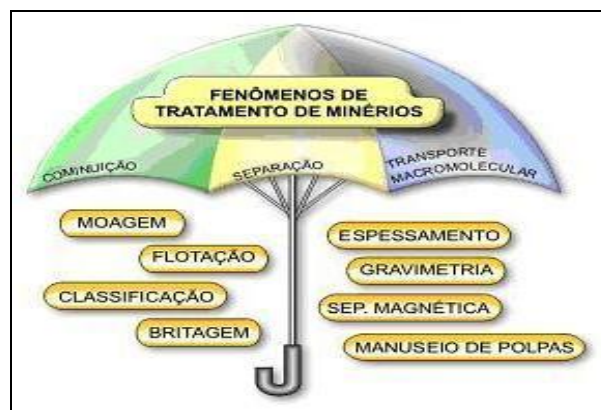 FENÔMENOS DE
TRATAMENTO DE MINÉRIOS
COMINUIÇÃO
SEPARAÇÃO
TRANSPORTE
MACROMOLECULAR
MOAGEM
FLOTAÇÃO
CLASSIFICAÇÃO
BRITAGEM
ESPESSAMENTO
GRAVIMETRIA
SEP. MAGNÉTICA
MANUSEIO DE POLPAS